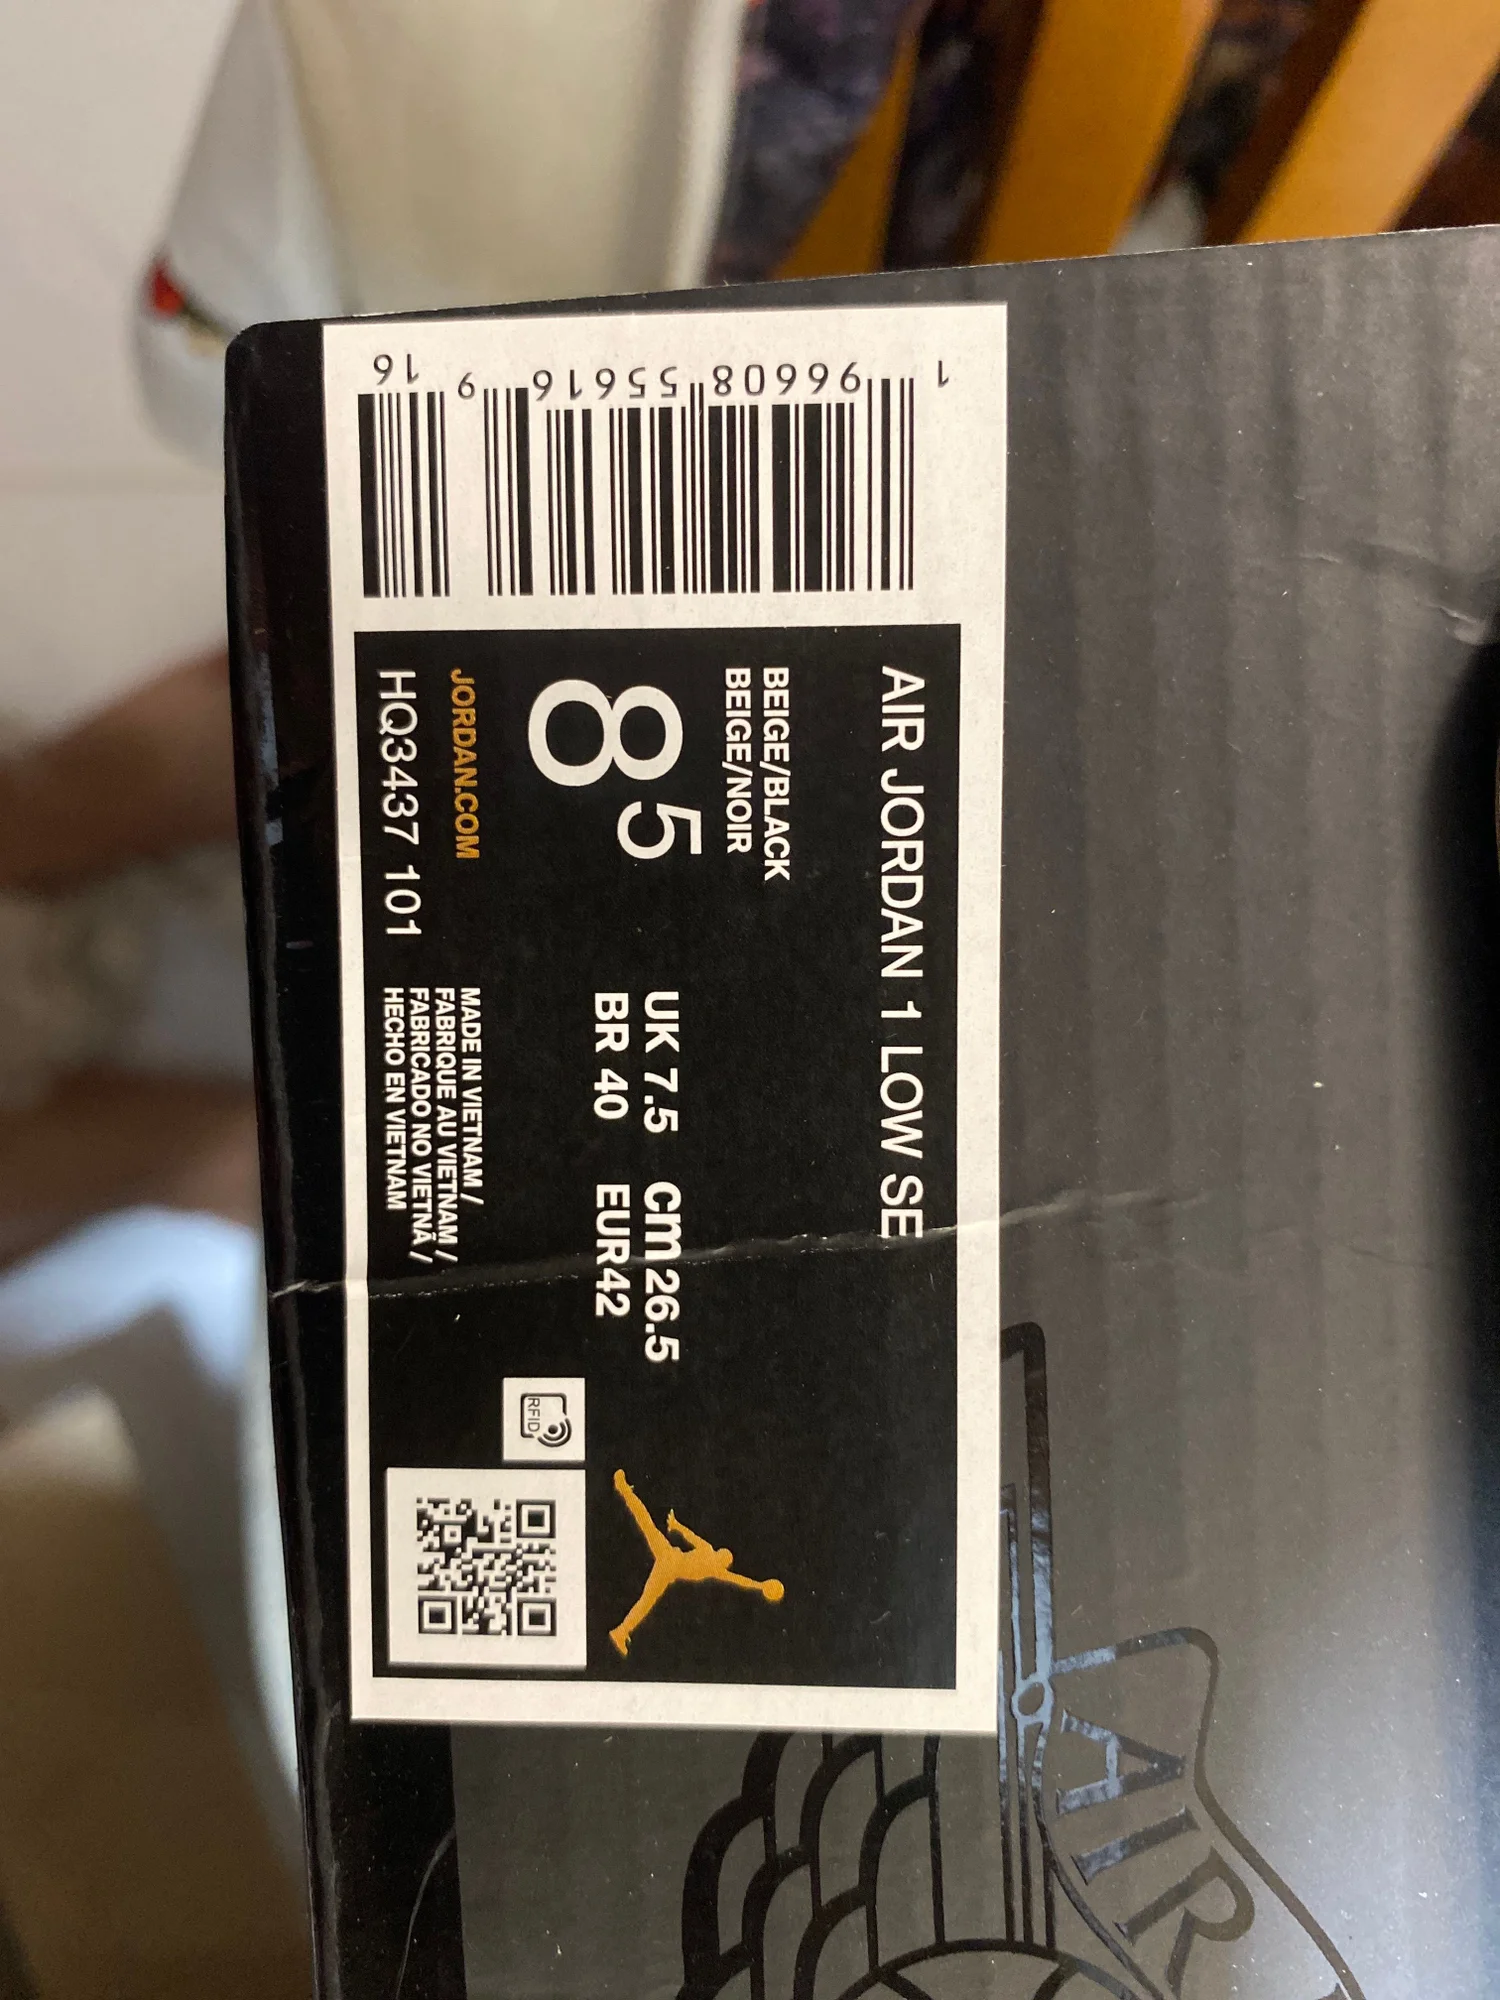 AIR JORDAN 1 LOW SE
BEIGE/BLACK
BEIGE/NOIR
8 5
UK 7.5 cm 26.5
BR 40 EUR 42
JORDAN.COM
HQ3437 101
MADE IN VIETNAM /
FABRIQUE AU VIETNAM /
FABRICADO NO VIETNÃ /
HECHO EN VIETNAM
RFID
1 96608 55616 9 16
AIR